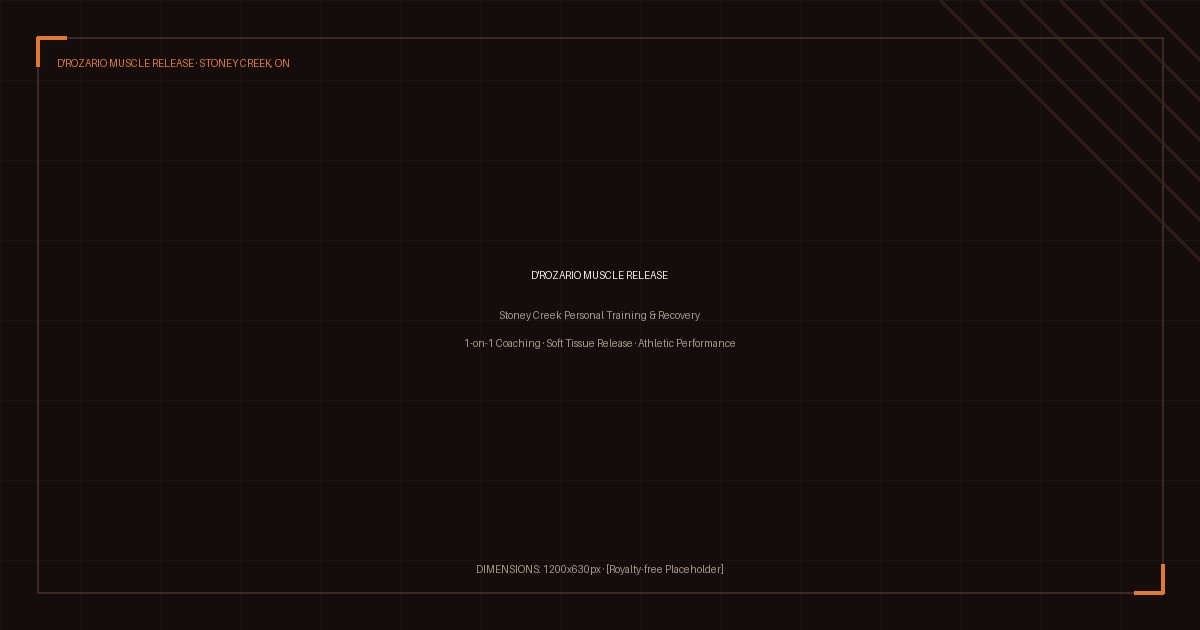 D'ROZARIO MUSCLE RELEASE · STONEY CREEK, ON
D'ROZARIO MUSCLE RELEASE
Stoney Creek Personal Training & Recovery
1-on-1 Coaching · Soft Tissue Release · Athletic Performance
DIMENSIONS: 1200x630px · [Royalty-free Placeholder]